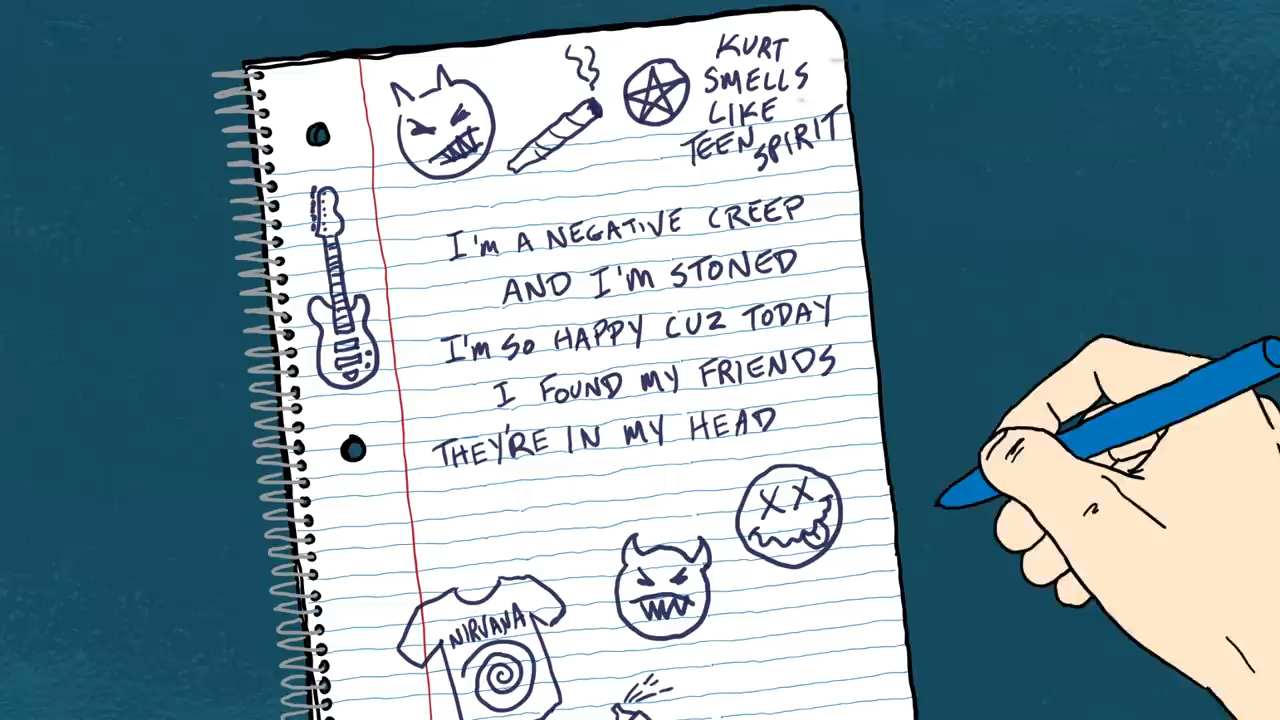 KURT
SMELLS
LIKE
TEEN SPIRIT
I'm A NEGATIVE CREEP
AND I'm STONED
I'm SO HAPPY CUZ TODAY
I FOUND MY FRIENDS
THEY'RE IN MY HEAD
NIRVANA